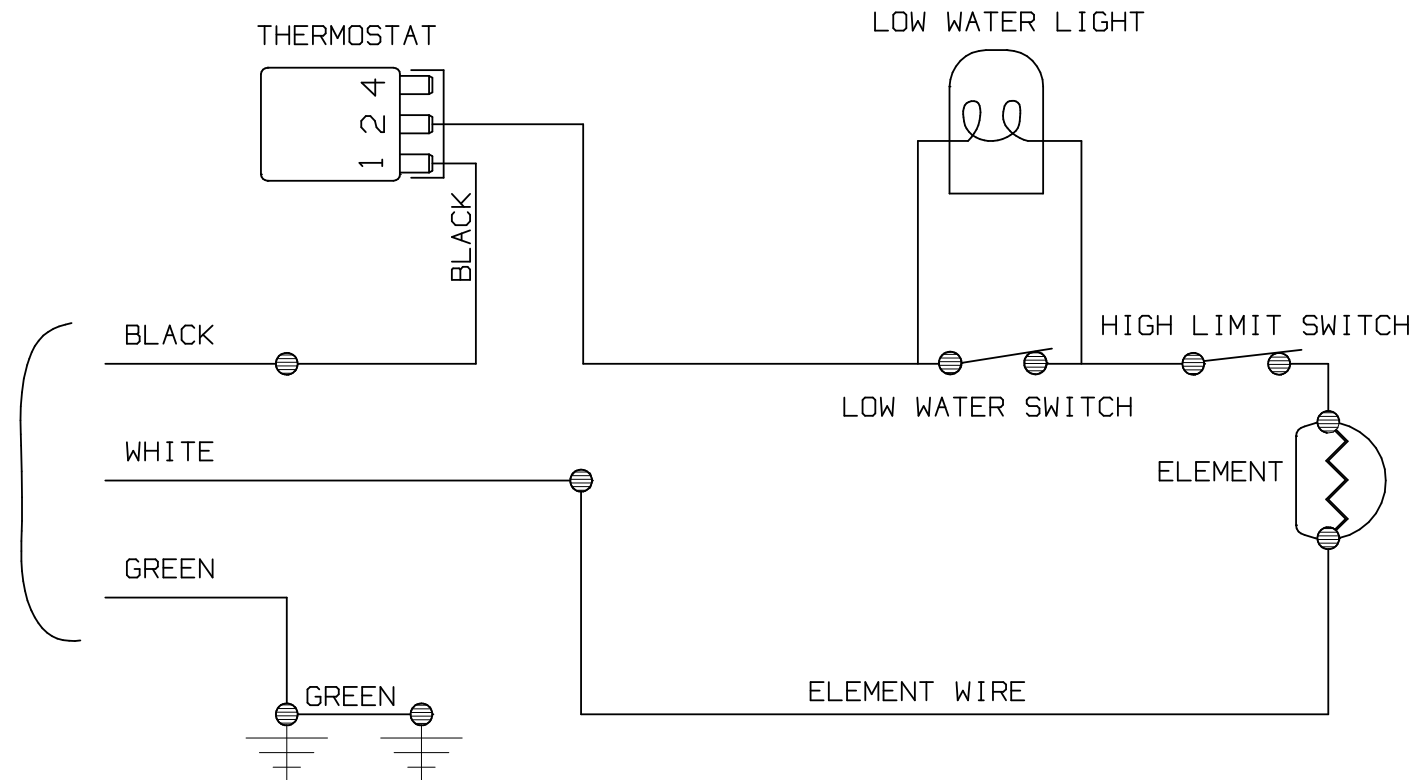 LOW WATER LIGHT
THERMOSTAT
4
2
1
BLACK
BLACK
HIGH LIMIT SWITCH
LOW WATER SWITCH
WHITE
ELEMENT
GREEN
GREEN
ELEMENT WIRE